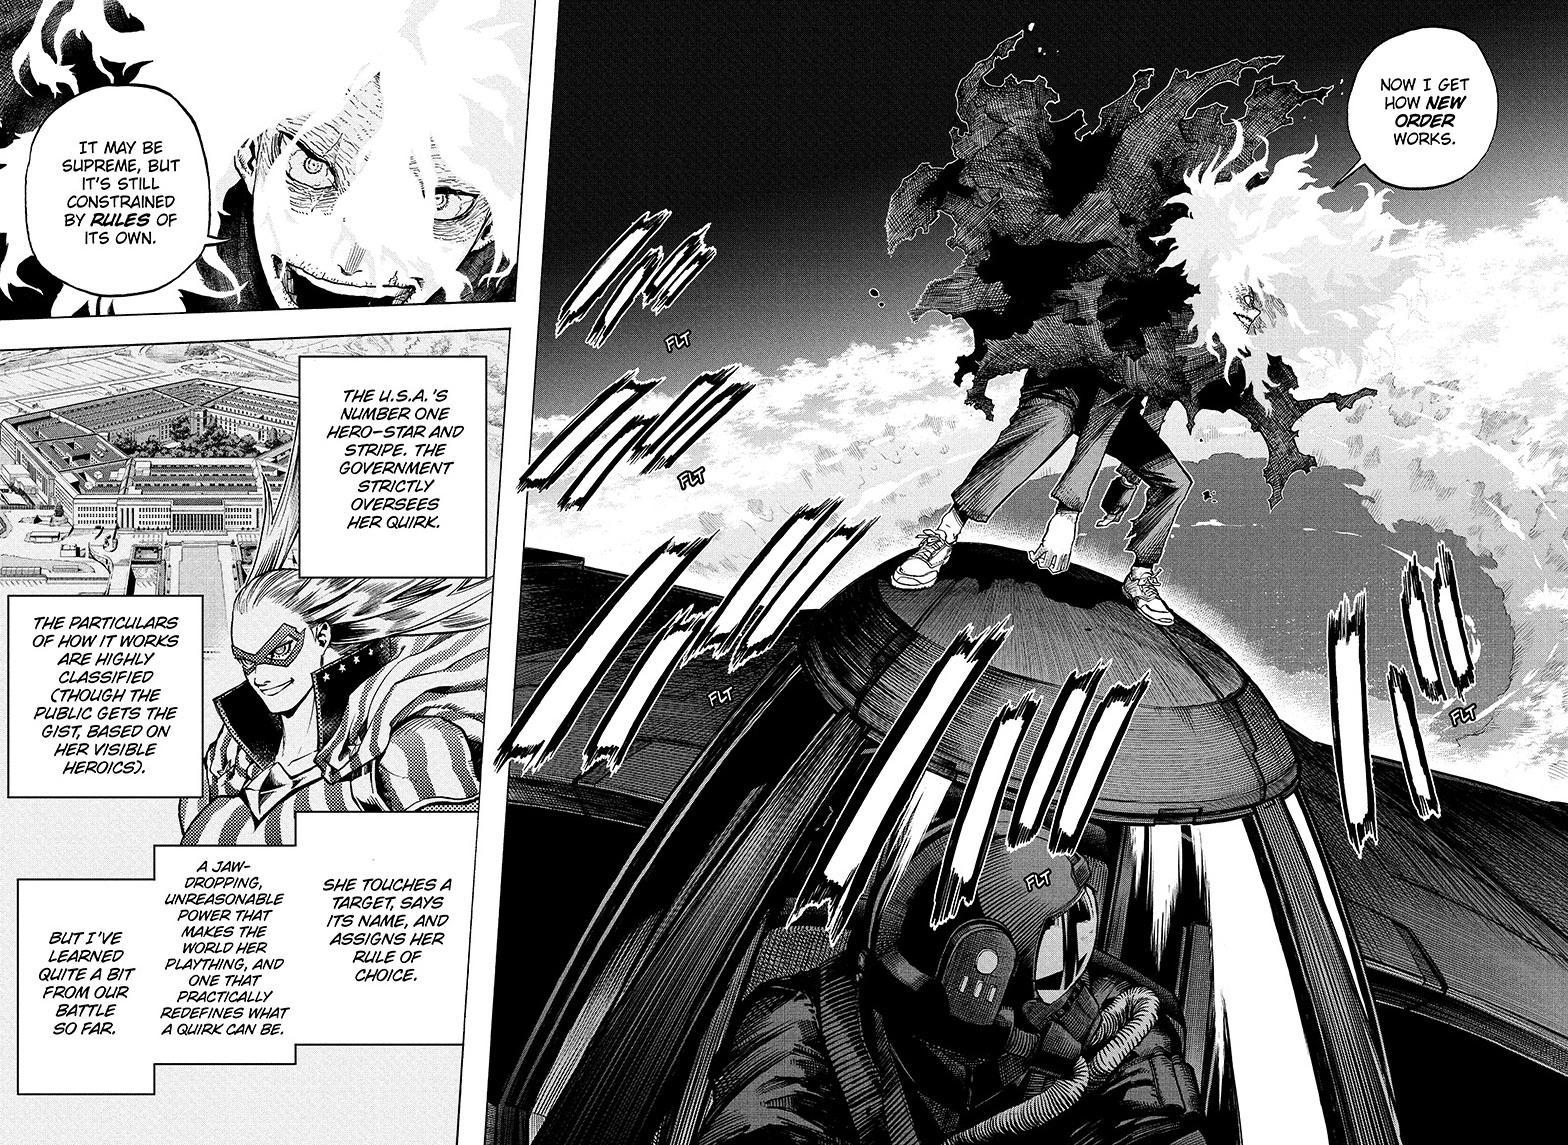 NOW I GET
HOW NEW
ORDER
WORKS.
FLT
FLT
FLT
FLT
FLT
FLT
IT MAY BE
SUPREME, BUT
IT'S STILL
CONSTRAINED
BY RULES OF
ITS OWN.
THE U.S.A.'S
NUMBER ONE
HERO-STAR AND
STRIPE. THE
GOVERNMENT
STRICTLY
OVERSEES
HER QUIRK.
THE PARTICULARS
OF HOW IT WORKS
ARE HIGHLY
CLASSIFIED
(THOUGH THE
PUBLIC GETS THE
GIST, BASED ON
HER VISIBLE
HEROICS).
SHE TOUCHES A
TARGET, SAYS
ITS NAME, AND
ASSIGNS HER
RULE OF
CHOICE.
A JAW-
DROPPING,
UNREASONABLE
POWER THAT
MAKES THE
WORLD HER
PLAYTHING, AND
ONE THAT
PRACTICALLY
REDEFINES WHAT
A QUIRK CAN BE.
BUT I'VE
LEARNED
QUITE A BIT
FROM OUR
BATTLE
SO FAR.